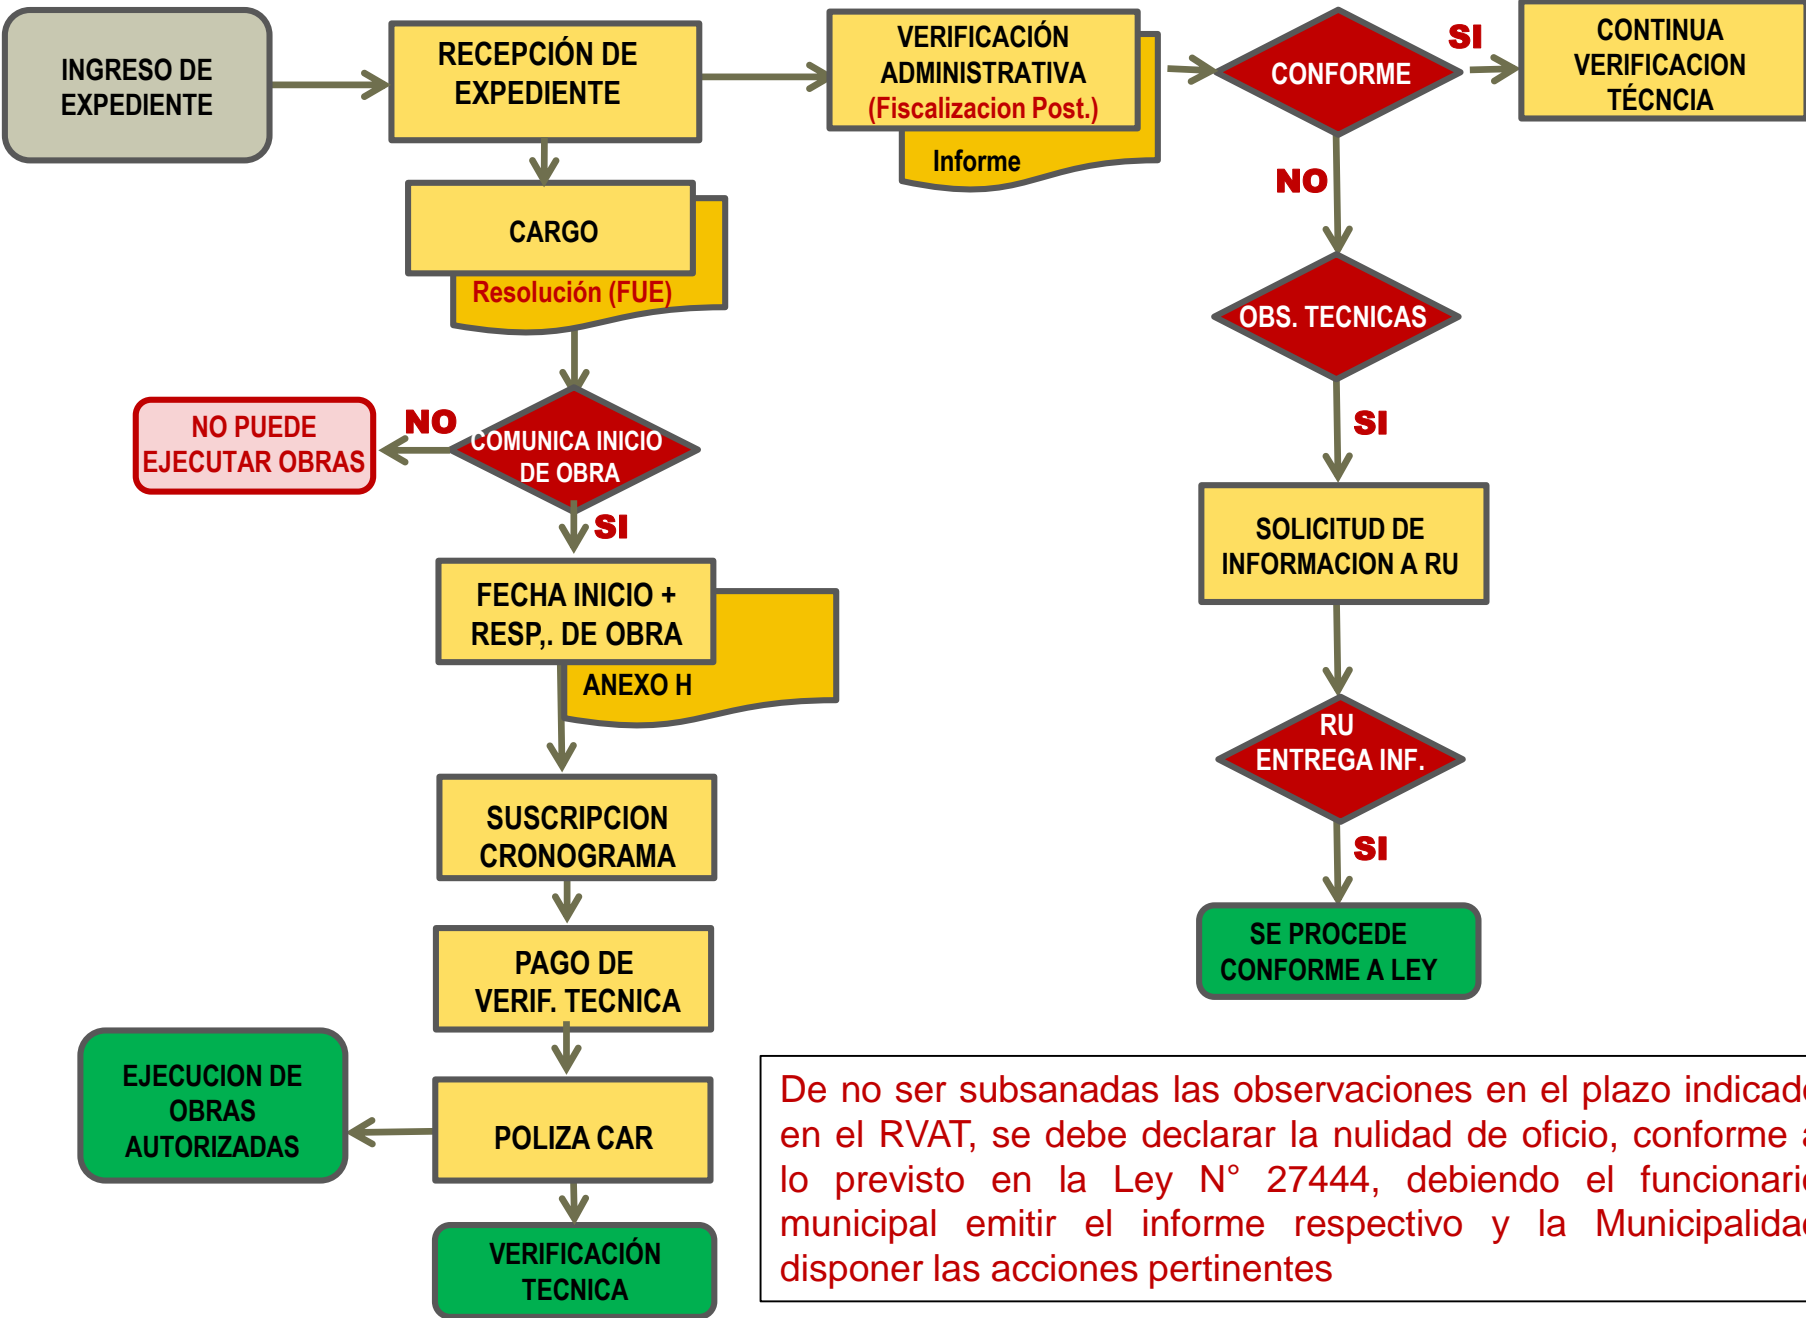 INGRESO DE
EXPEDIENTE
RECEPCIÓN DE
EXPEDIENTE
VERIFICACIÓN
ADMINISTRATIVA
(Fiscalizacion Post.)
Informe
CONFORME
SI
CONTINUA
VERIFICACION
TÉCNCIA
NO
CARGO
Resolución (FUE)
OBS. TECNICAS
SI
NO PUEDE
EJECUTAR OBRAS
NO
COMUNICA INICIO
DE OBRA
SI
SOLICITUD DE
INFORMACION A RU
FECHA INICIO +
RESP,. DE OBRA
ANEXO H
RU
ENTREGA INF.
SI
SUSCRIPCION
CRONOGRAMA
SE PROCEDE
CONFORME A LEY
PAGO DE
VERIF. TECNICA
EJECUCION DE
OBRAS
AUTORIZADAS
POLIZA CAR
VERIFICACIÓN
TECNICA
De no ser subsanadas las observaciones en el plazo indicado
en el RVAT, se debe declarar la nulidad de oficio, conforme a
lo previsto en la Ley N° 27444, debiendo el funcionario
municipal emitir el informe respectivo y la Municipalidad
disponer las acciones pertinentes